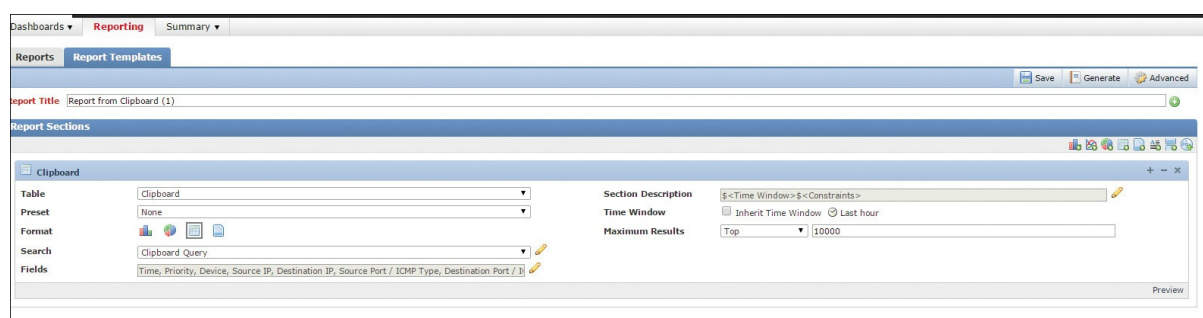 Dashboards ▾ Reporting Summary ▾
Reports Report Templates
Save Generate Advanced
Report Title Report from Clipboard (1)
Report Sections
Clipboard
Table Clipboard Section Description $<Time Window>$<Constraints>
Preset None Time Window Inherit Time Window Last hour
Format Maximum Results Top 10000
Search Clipboard Query
Fields Time, Priority, Device, Source IP, Destination IP, Source Port / ICMP Type, Destination Port /
Preview